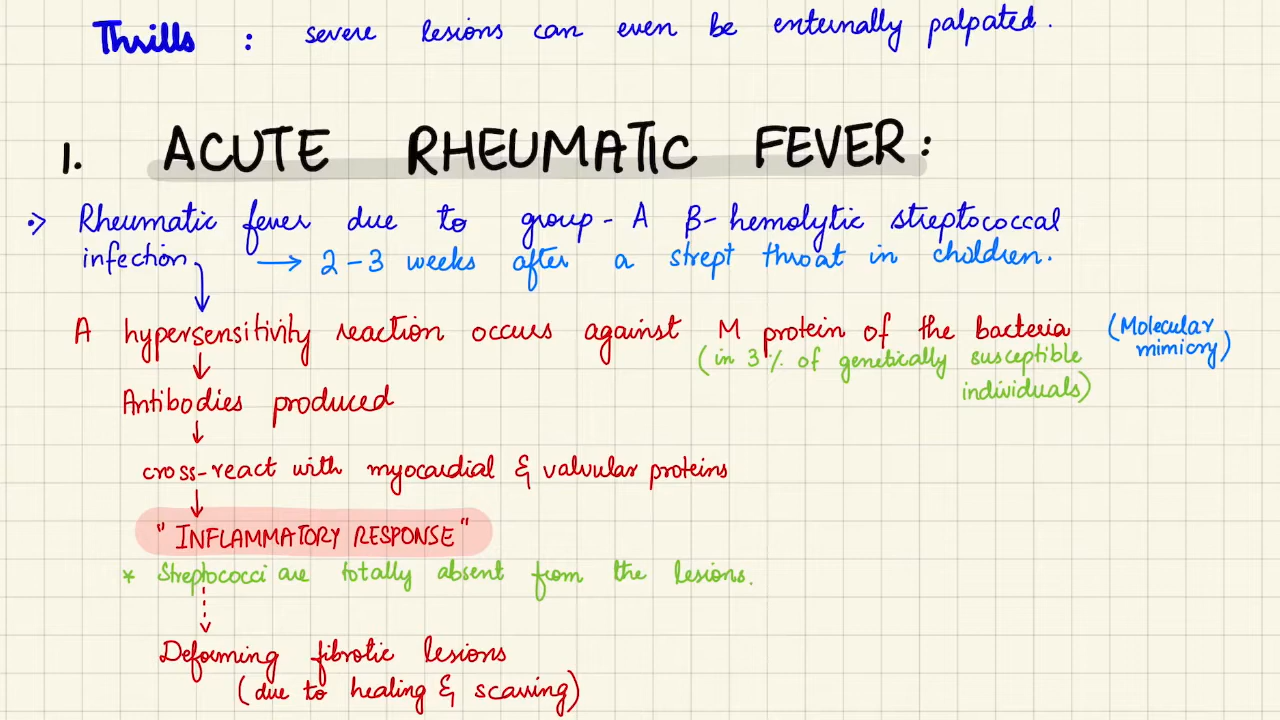 Thrills : severe lesions can even be enternally palpated.
1. ACUTE RHEUMATIC FEVER:
Rheumatic fever due to group-A β-hemolytic streptococcal
infection → 2-3 weeks after a strept throat in children.
A hypersensitivity reaction occurs against M protein of the bacteria (Molecular
mimicry)
(in 3% of genetically susceptible
individuals)
Antibodies produced
cross-react with myocardial & valvular proteins
"INFLAMMATORY RESPONSE"
* Streptococci are totally absent from the lesions.
Deforming fibrotic lesions
(due to healing & scarring)